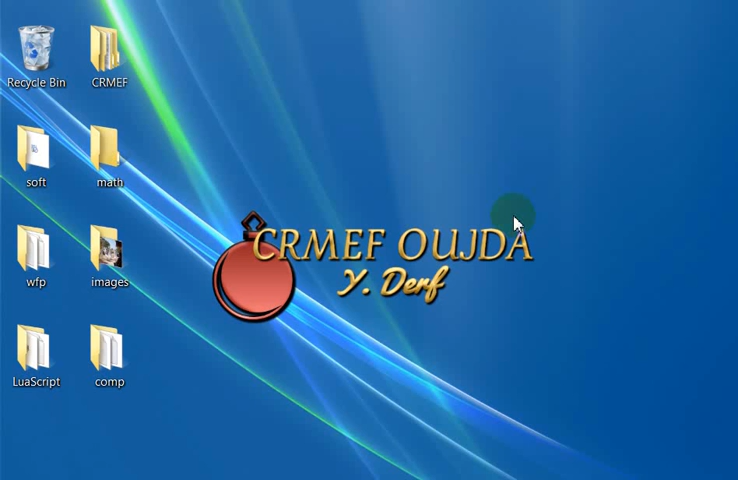 Recycle Bin
CRMEF
soft
math
wfp
images
LuaScript
comp
CRMEF OUJDA
Y. Derf